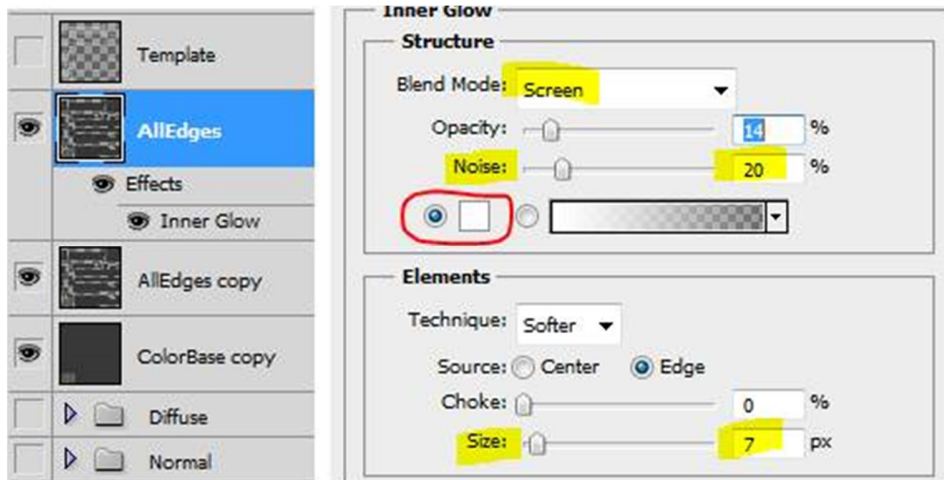 Template
AllEdges
Effects
Inner Glow
AllEdges copy
ColorBase copy
Diffuse
Normal
Inner Glow
Structure
Blend Mode: Screen
Opacity: 14 %
Noise: 20 %
Elements
Technique: Softer
Source: Center Edge
Choke: 0 %
Size: 7 px